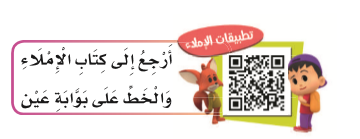 تطبيقات الإملاء
أَرْجِعُ إِلَى كِتَابِ الْإِمْلَاءِ
وَالْخَطِّ عَلَى بَوَّابَةِ عَيْن